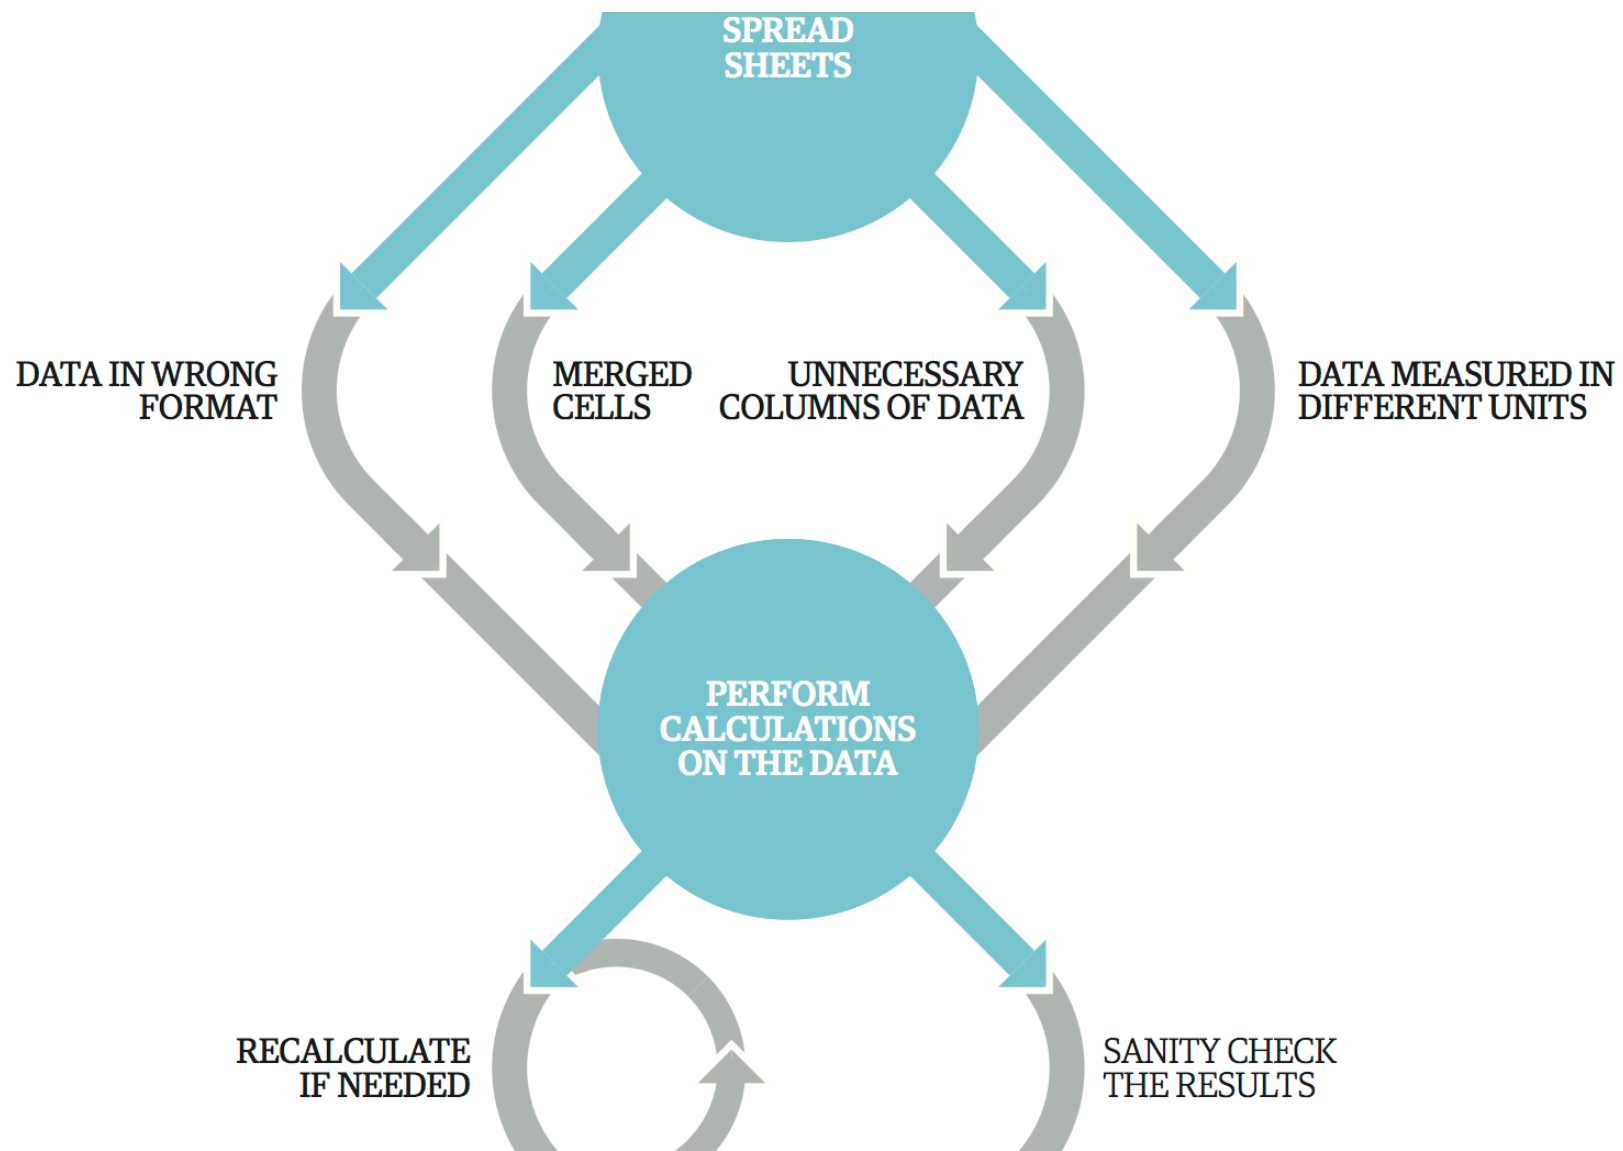 SPREAD
SHEETS
DATA IN WRONG
FORMAT
MERGED
CELLS
UNNECESSARY
COLUMNS OF DATA
DATA MEASURED IN
DIFFERENT UNITS
PERFORM
CALCULATIONS
ON THE DATA
RECALCULATE
IF NEEDED
SANITY CHECK
THE RESULTS